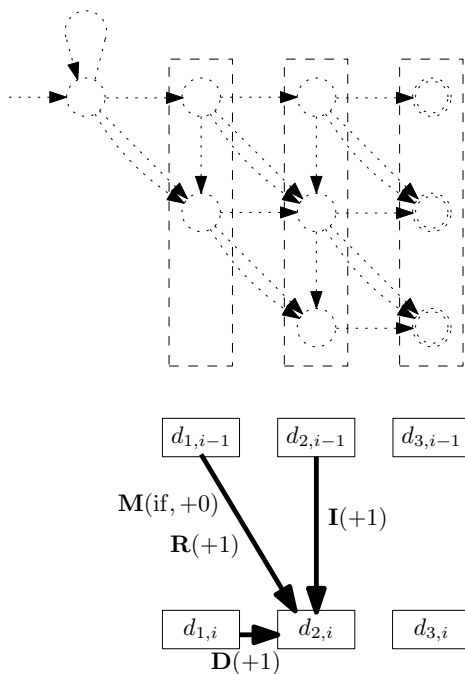 d1,i−1 d2,i−1 d3,i−1
M(if, +0)
R(+1) I(+1)
d1,i d2,i d3,i
D(+1)